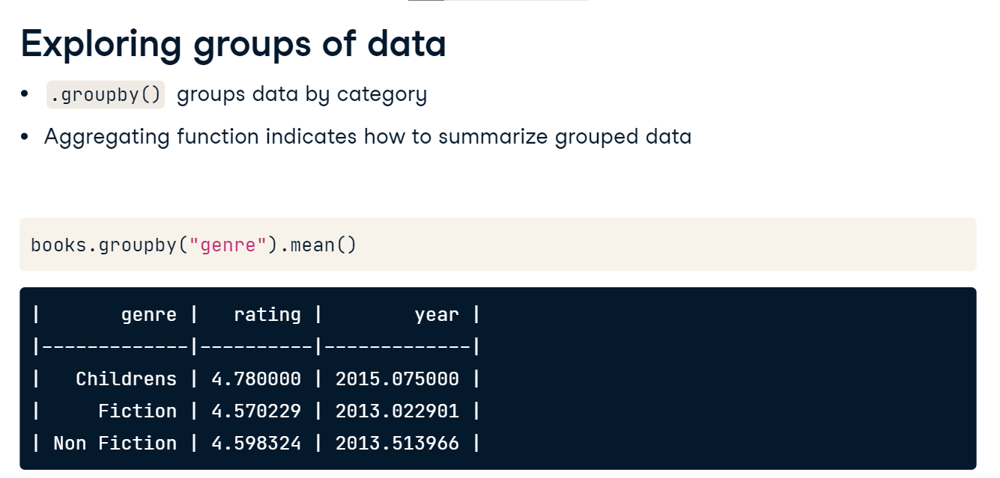 Exploring groups of data
• .groupby() groups data by category
• Aggregating function indicates how to summarize grouped data
books.groupby("genre").mean()
|       genre |   rating |        year |
|-------------|----------|-------------|
|   Childrens | 4.780000 | 2015.075000 |
|     Fiction | 4.570229 | 2013.022901 |
| Non Fiction | 4.598324 | 2013.513966 |